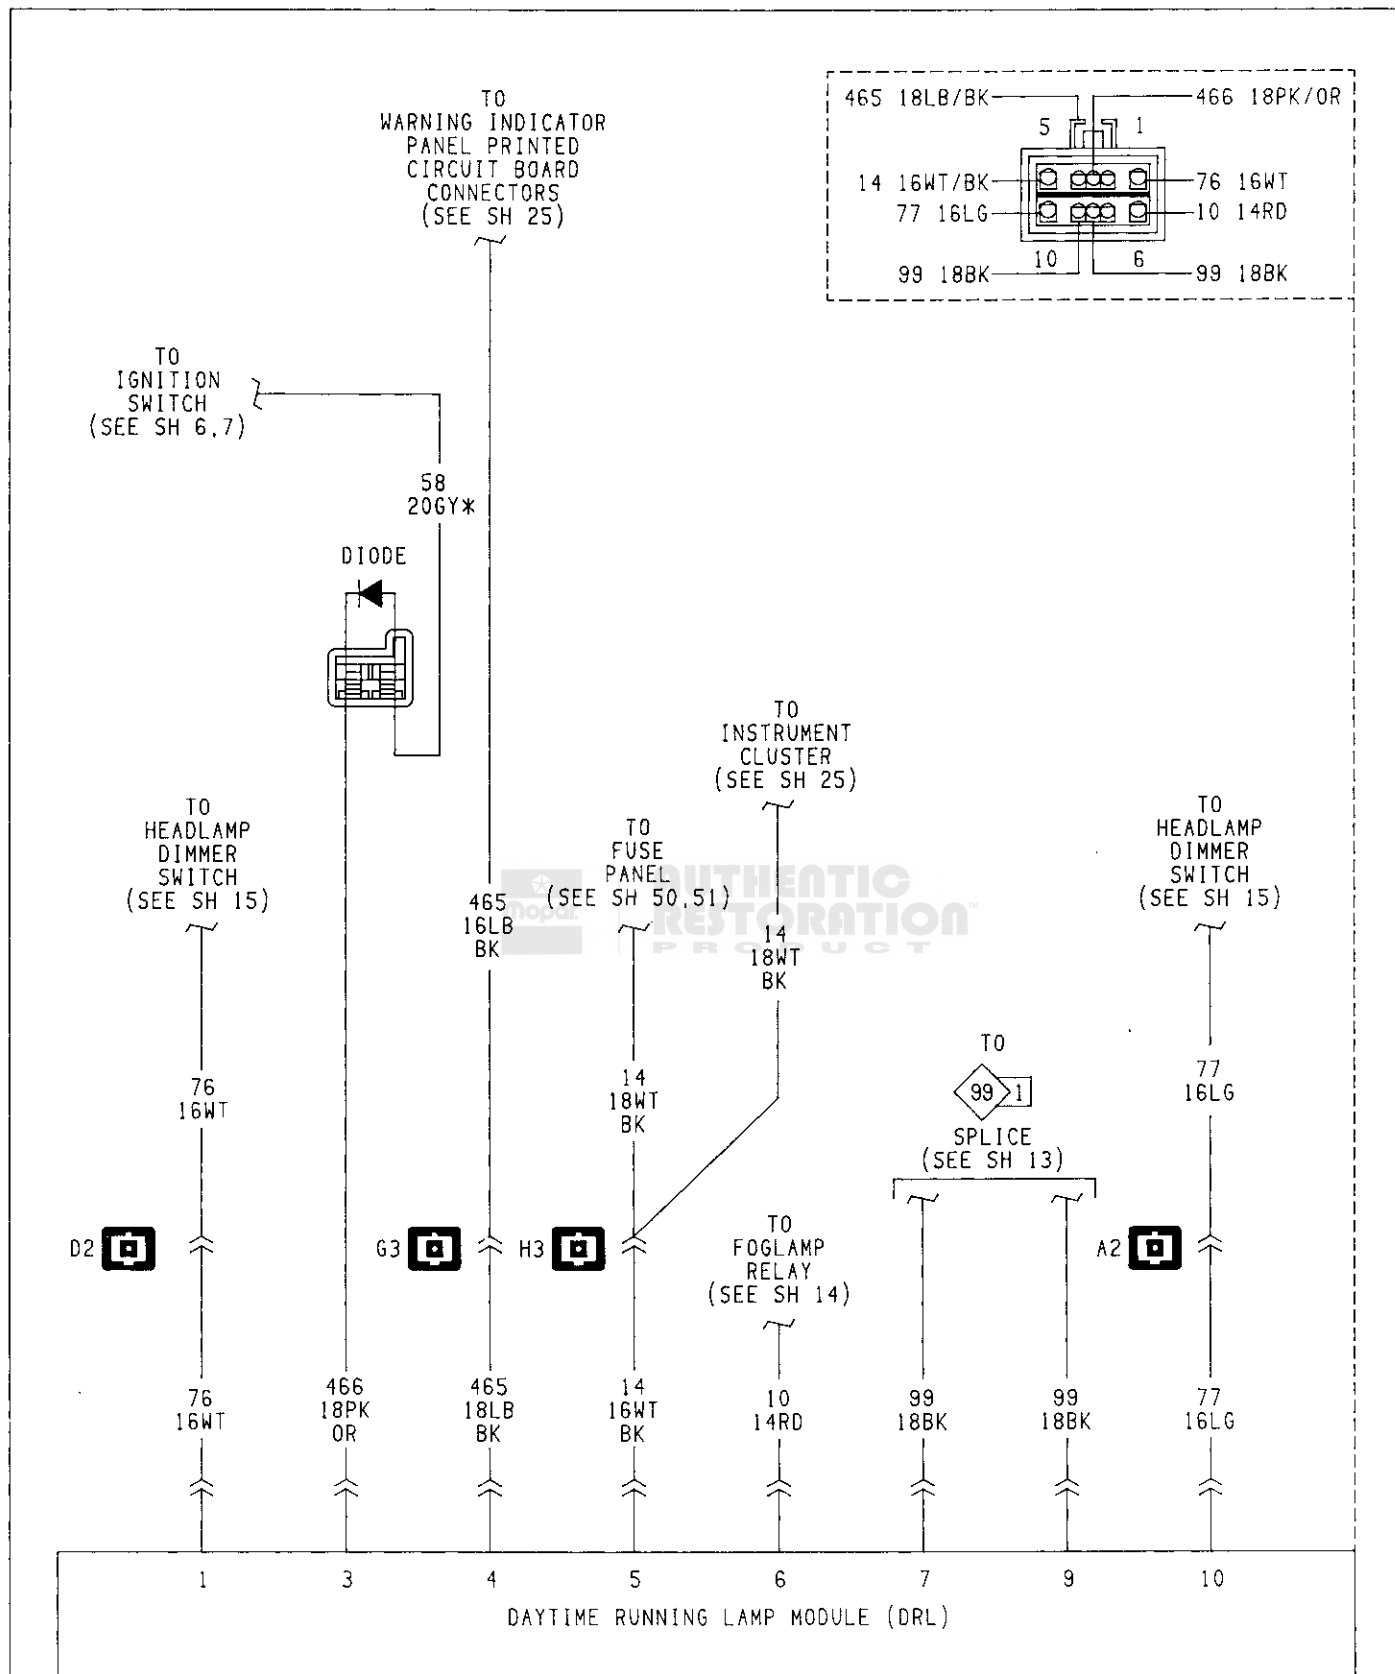 TO
WARNING INDICATOR
PANEL PRINTED
CIRCUIT BOARD
CONNECTORS
(SEE SH 25)
465 18LB/BK
466 18PK/OR
5
1
14 16WT/BK
76 16WT
77 16LG
10 14RD
10
6
99 18BK
99 18BK
TO
IGNITION
SWITCH
(SEE SH 6,7)
58
20GY*
DIODE
TO
INSTRUMENT
CLUSTER
(SEE SH 25)
TO
HEADLAMP
DIMMER
SWITCH
(SEE SH 15)
TO
FUSE
PANEL
(SEE SH 50,51)
TO
HEADLAMP
DIMMER
SWITCH
(SEE SH 15)
Mopar
AUTHENTIC
RESTORATION™
PRODUCT
465
16LB
BK
14
18WT
BK
76
16WT
14
18WT
BK
TO
99 1
SPLICE
(SEE SH 13)
77
16LG
D2
G3
H3
TO
FOGLAMP
RELAY
(SEE SH 14)
A2
76
16WT
466
18PK
OR
465
18LB
BK
14
16WT
BK
10
14RD
99
18BK
99
18BK
77
16LG
1 3 4 5 6 7 9 10
DAYTIME RUNNING LAMP MODULE (DRL)